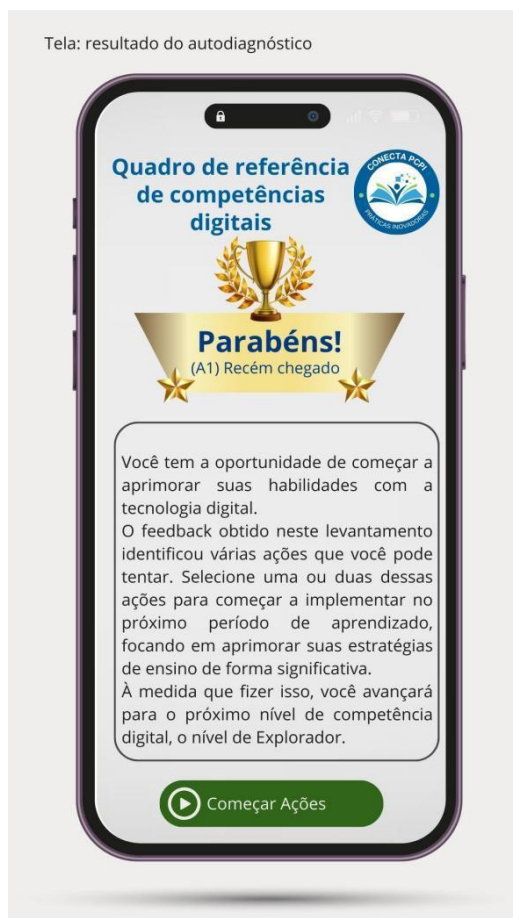 Tela: resultado do autodiagnóstico
Quadro de referência
de competências
digitais
CONECTA PCPI
PRÁTICAS INOVADORAS
Parabéns!
(A1) Recém chegado
Você tem a oportunidade de começar a
aprimorar suas habilidades com a
tecnologia digital.
O feedback obtido neste levantamento
identificou várias ações que você pode
tentar. Selecione uma ou duas dessas
ações para começar a implementar no
próximo período de aprendizado,
focando em aprimorar suas estratégias
de ensino de forma significativa.
À medida que fizer isso, você avançará
para o próximo nível de competência
digital, o nível de Explorador.
Começar Ações